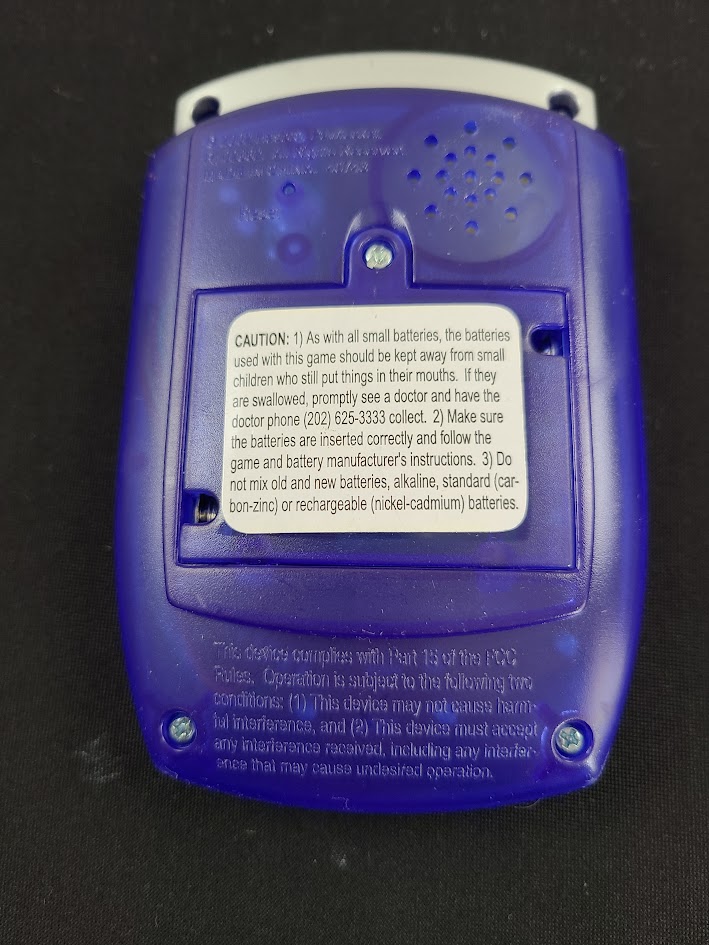 All Rights Reserved
Reset
CAUTION: 1) As with all small batteries, the batteries
used with this game should be kept away from small
children who still put things in their mouths. If they
are swallowed, promptly see a doctor and have the
doctor phone (202) 625-3333 collect. 2) Make sure
the batteries are inserted correctly and follow the
game and battery manufacturer's instructions. 3) Do
not mix old and new batteries, alkaline, standard (car-
bon-zinc) or rechargeable (nickel-cadmium) batteries.
This device complies with Part 15 of the FCC
Rules. Operation is subject to the following two
conditions: (1) This device may not cause harm-
ful interference, and (2) This device must accept
any interference received, including any interfer-
ence that may cause undesired operation.